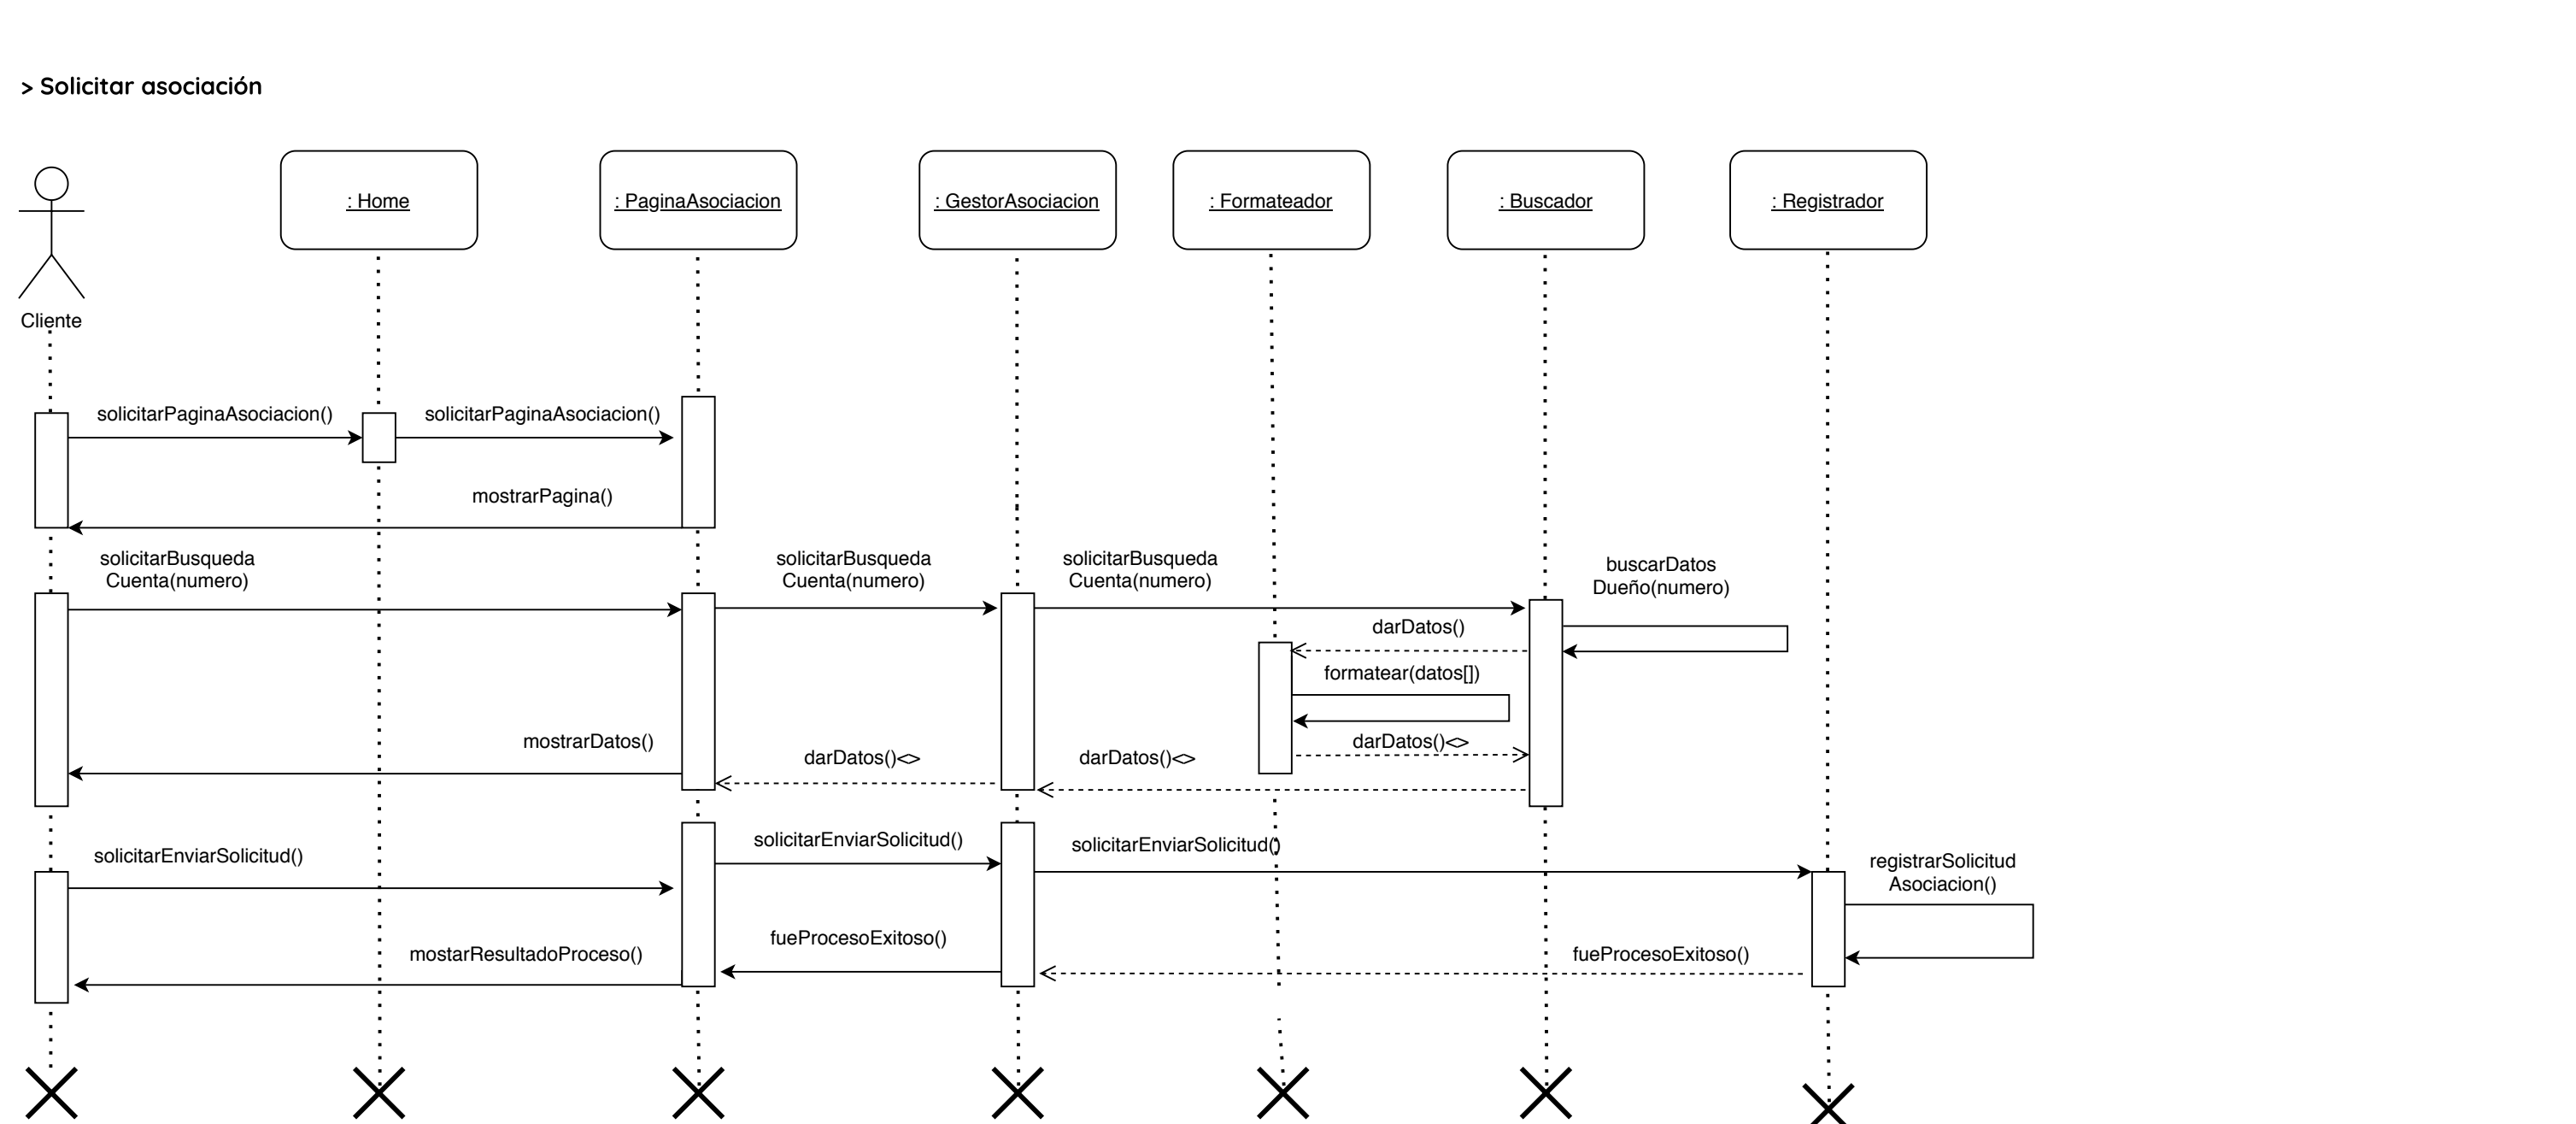 > Solicitar asociación
: Home
: PaginaAsociacion
: GestorAsociacion
: Formateador
: Buscador
: Registrador
Cliente
solicitarPaginaAsociacion()
solicitarPaginaAsociacion()
mostrarPagina()
solicitarBusqueda
Cuenta(numero)
solicitarBusqueda
Cuenta(numero)
solicitarBusqueda
Cuenta(numero)
buscarDatos
Dueño(numero)
darDatos()
formatear(datos[])
mostrarDatos()
darDatos()<>
darDatos()<>
darDatos()<>
solicitarEnviarSolicitud()
solicitarEnviarSolicitud()
solicitarEnviarSolicitud()
registrarSolicitud
Asociacion()
mostarResultadoProceso()
fueProcesoExitoso()
fueProcesoExitoso()